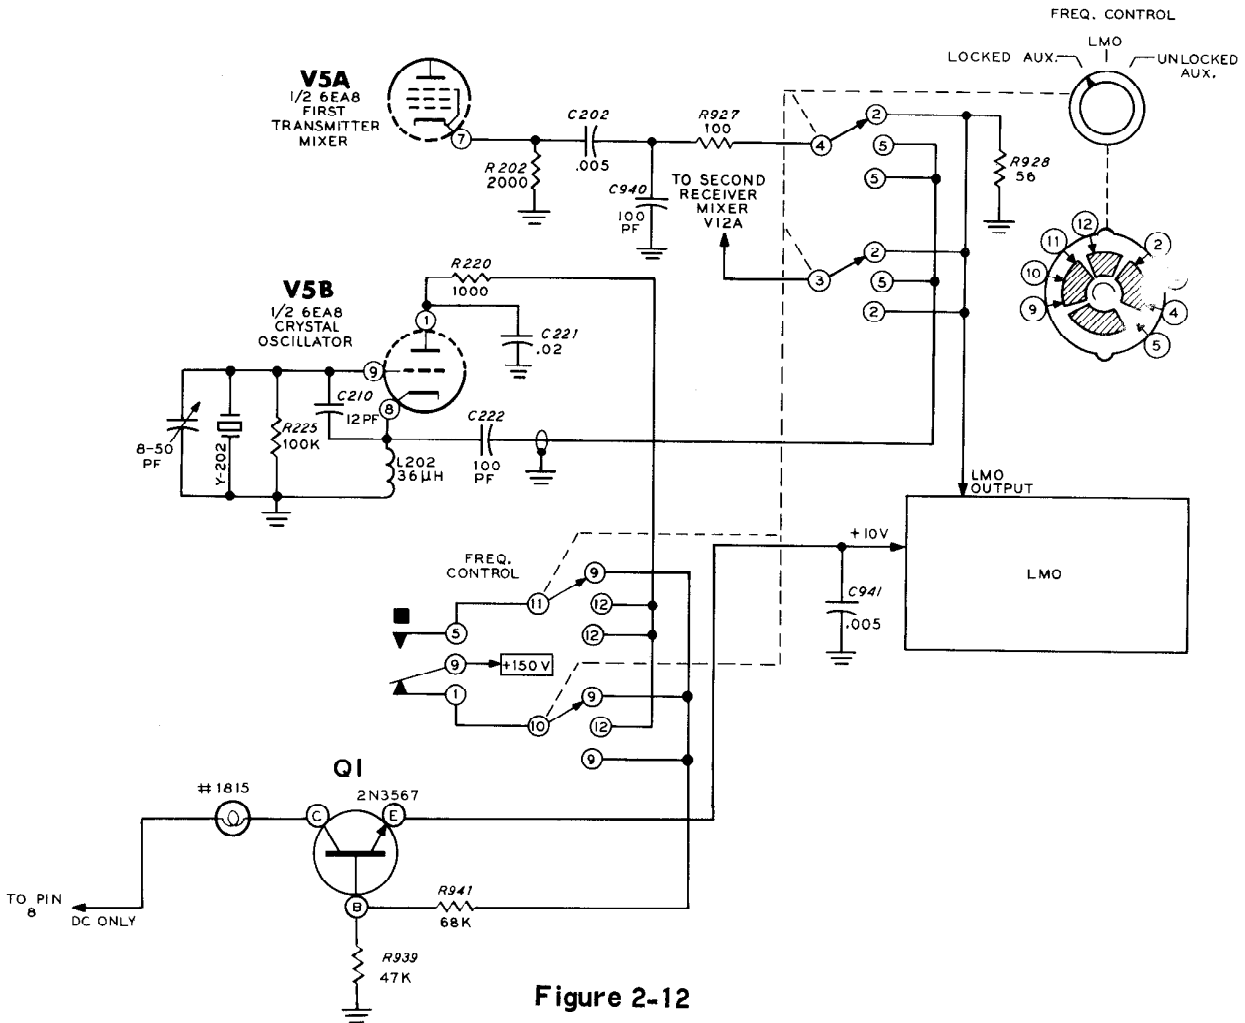 FREQ. CONTROL
LMO
LOCKED AUX.
UNLOCKED
AUX.
V5A
1/2 6EA8
FIRST
TRANSMITTER
MIXER
7
C202
.005
R202
2000
C940
100
PF
R927
100
TO SECOND
RECEIVER
MIXER
V12A
4
2
5
5
R928
56
3
2
5
2
12
11
10
9
2
4
5
V5B
1/2 6EA8
CRYSTAL
OSCILLATOR
R220
1000
1
C221
.02
9
8
C210
12PF
R225
100K
8-50
PF
Y-202
L202
36µH
C222
100
PF
LMO
OUTPUT
+10V
LMO
C941
.005
FREQ.
CONTROL
11
9
12
12
5
9
+150V
1
10
9
12
9
Q1
2N3567
#1815
C
E
B
TO PIN
8
DC ONLY
R941
68K
R939
47K
Figure 2-12